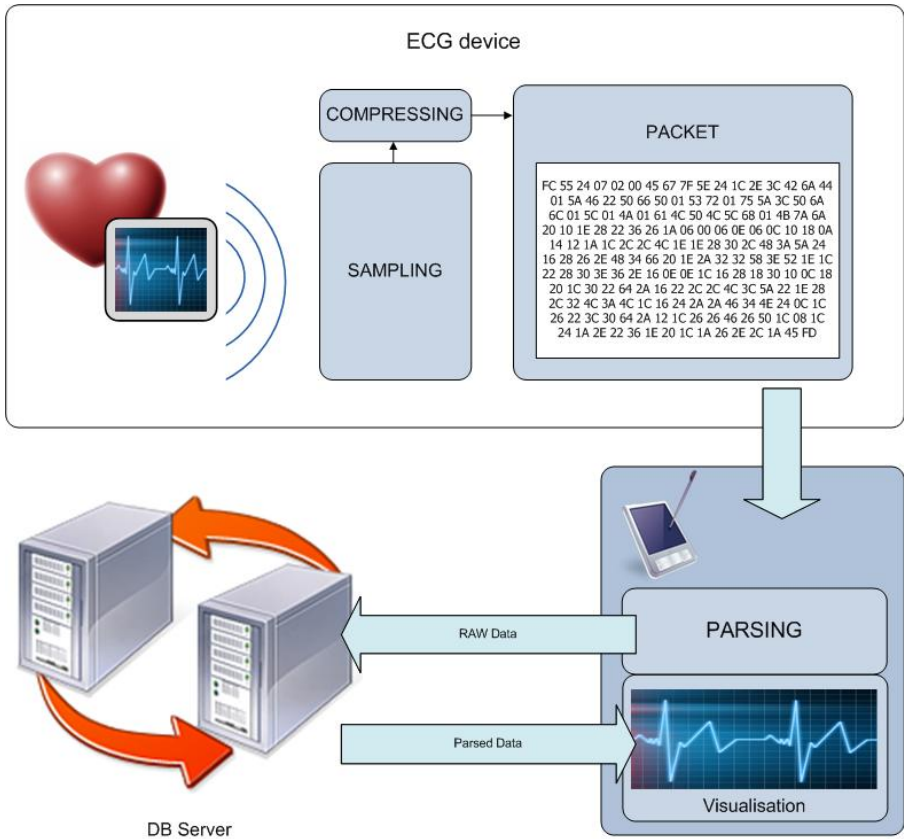 ECG device
COMPRESSING
SAMPLING
PACKET
FC 55 24 07 02 00 45 67 7F 5E 24 1C 2E 3C 42 6A 44
01 5A 46 22 50 66 50 01 53 72 01 75 5A 3C 50 6A
6C 01 5C 01 4A 01 61 4C 50 4C 5C 68 01 4B 7A 6A
20 10 1E 28 22 36 26 1A 06 00 06 0E 06 0C 10 18 0A
14 12 1A 1C 2C 2C 4C 1E 1E 28 30 2C 48 3A 5A 24
16 28 26 2E 48 34 66 20 1E 2A 32 32 58 3E 52 1E 1C
22 28 30 3E 36 2E 16 0E 0E 1C 16 28 18 30 10 0C 18
20 1C 30 22 64 2A 16 22 2C 2C 4C 3C 5A 22 1E 28
2C 32 4C 3A 4C 1C 16 24 2A 2A 46 34 4E 24 0C 1C
26 22 3C 30 64 2A 12 1C 26 26 46 26 50 1C 08 1C
24 1A 2E 22 36 1E 20 1C 1A 26 2E 2C 1A 45 FD
PARSING
RAW Data
Parsed Data
Visualisation
DB Server